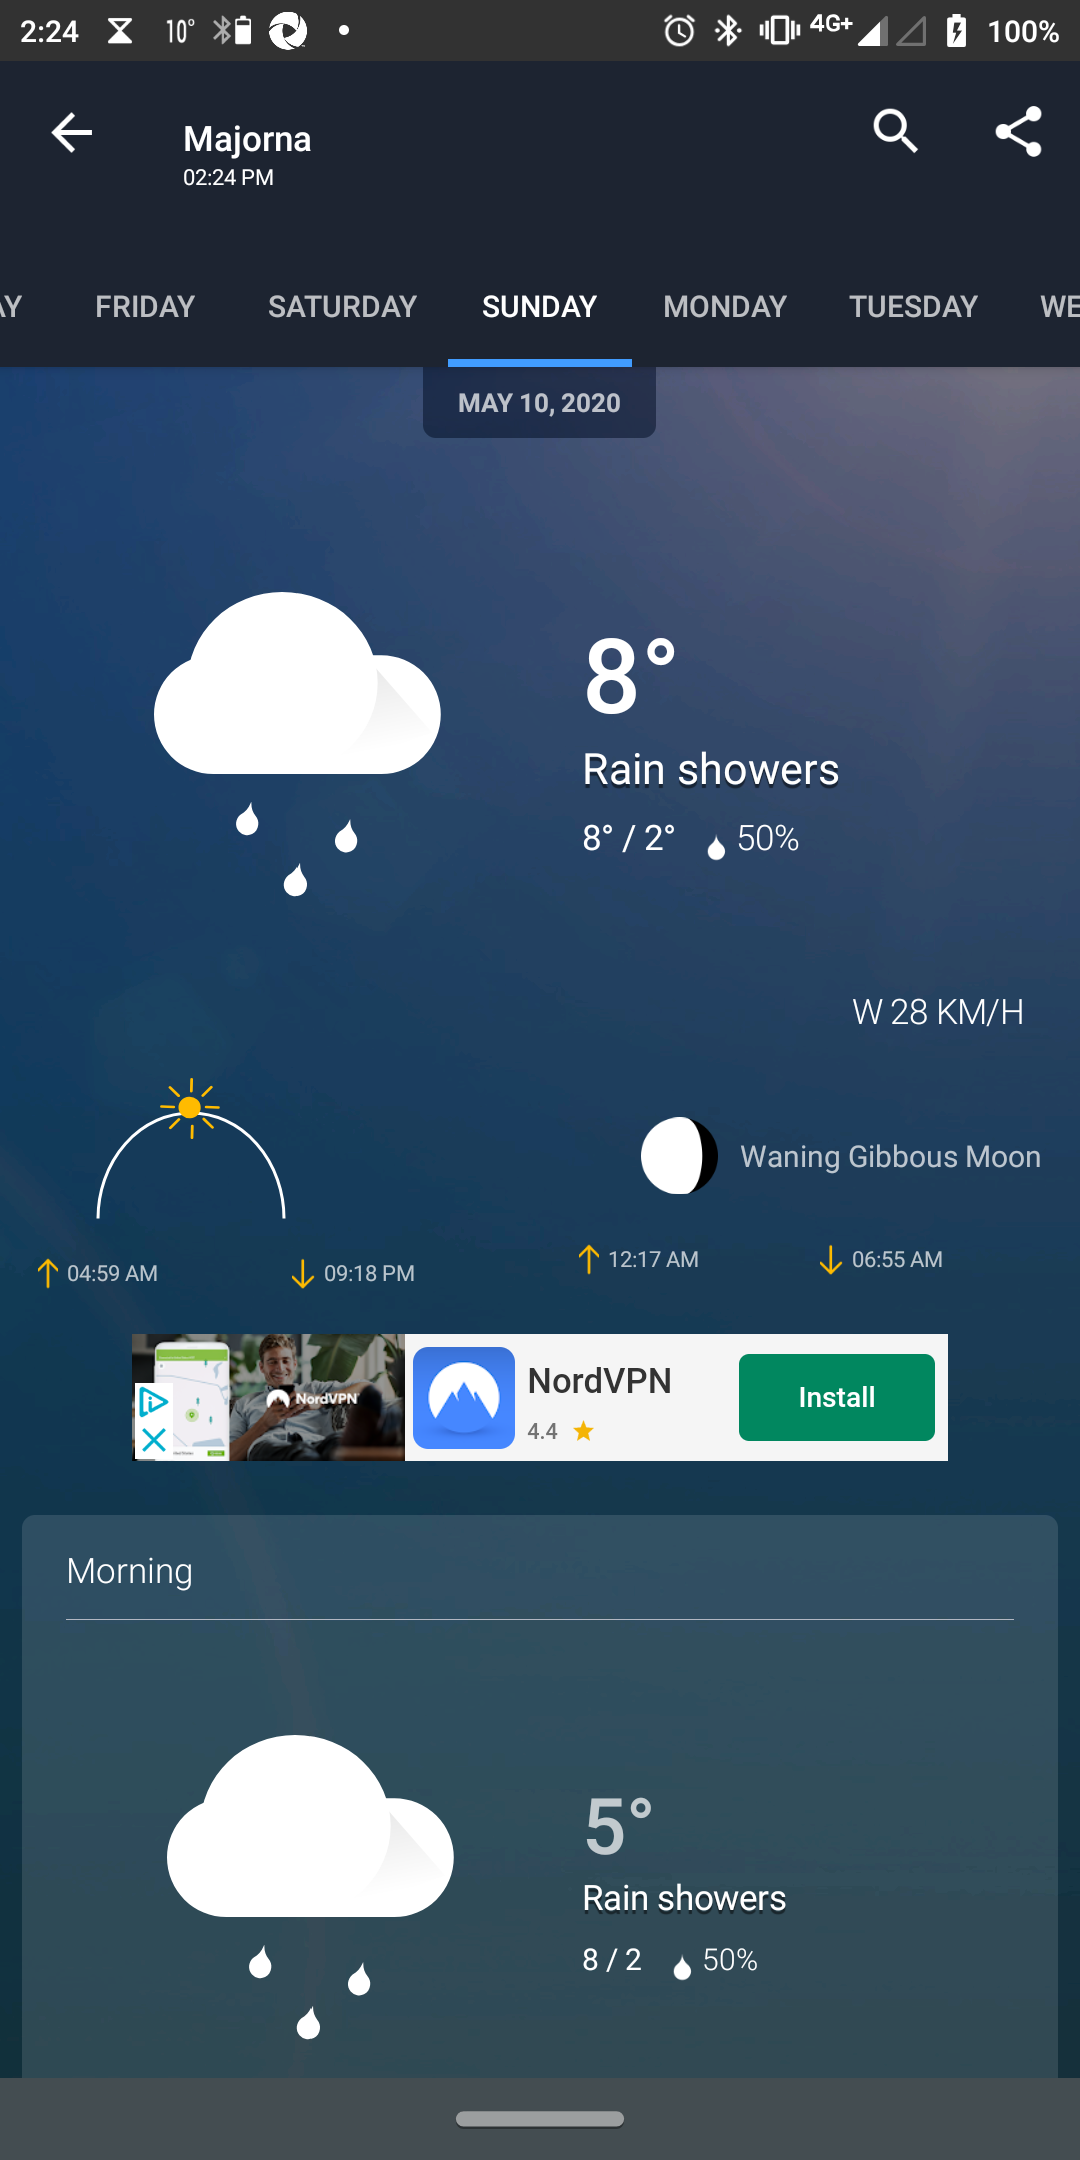 2:24 10° 4G+ 100%
Majorna
02:24 PM
AY FRIDAY SATURDAY SUNDAY MONDAY TUESDAY WE
MAY 10, 2020
8°
Rain showers
8° / 2° 50%
W 28 KM/H
Waning Gibbous Moon
04:59 AM 09:18 PM 12:17 AM 06:55 AM
NordVPN
NordVPN
4.4
Install
Morning
5°
Rain showers
8 / 2 50%